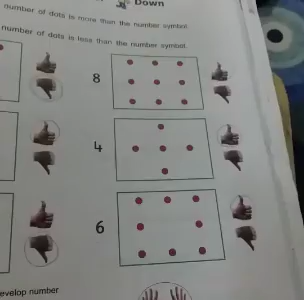 Down
number of dots is more than the number symbol.
number of dots is less than the number symbol.
8
4
6
evelop number